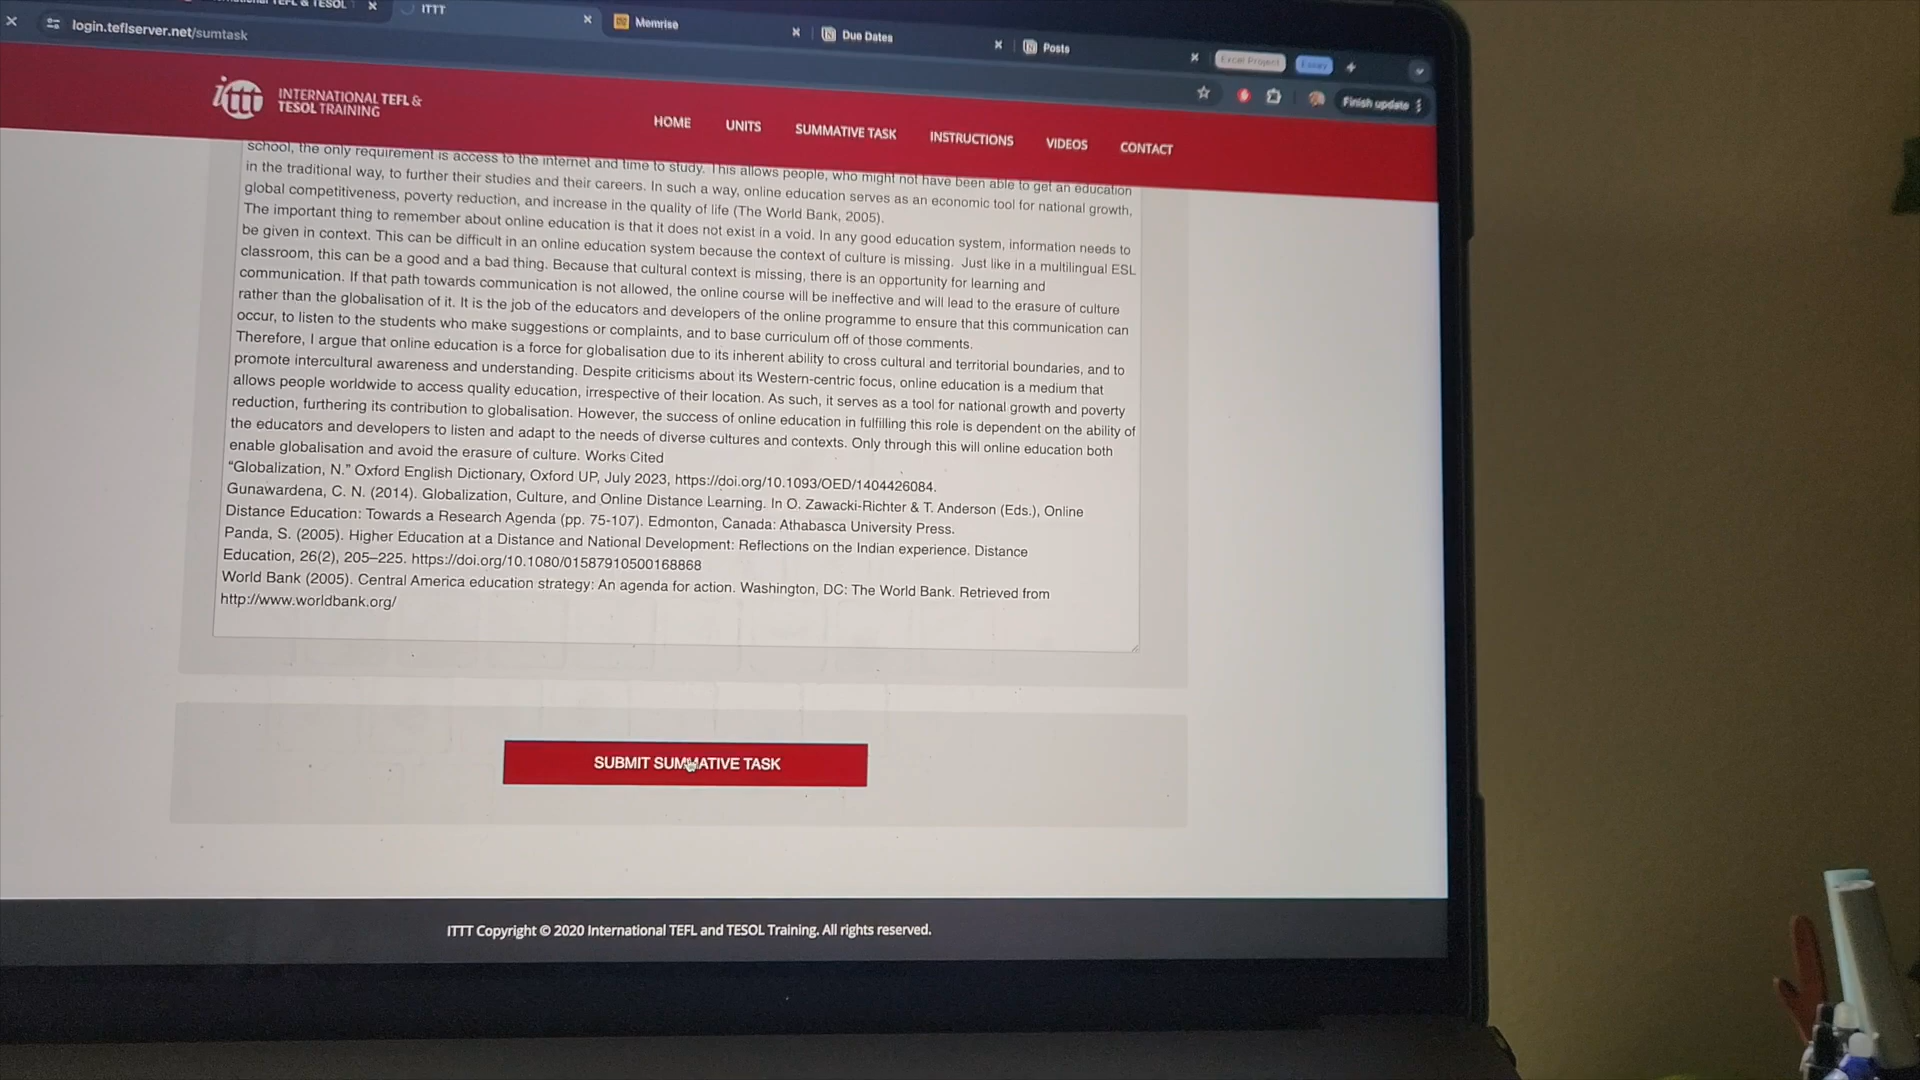 TEFL & TESOL
ITTT
Memrise
Due Dates
Posts
Excel Project
Essay
login.teflserver.net/sumtask
Finish update
ittt
INTERNATIONAL TEFL &
TESOL TRAINING
HOME
UNITS
SUMMATIVE TASK
INSTRUCTIONS
VIDEOS
CONTACT
school, the only requirement is access to the internet and time to study. This allows people, who might not have been able to get an education
in the traditional way, to further their studies and their careers. In such a way, online education serves as an economic tool for national growth,
global competitiveness, poverty reduction, and increase in the quality of life (The World Bank, 2005).
The important thing to remember about online education is that it does not exist in a void. In any good education system, information needs to
be given in context. This can be difficult in an online education system because the context of culture is missing.  Just like in a multilingual ESL
classroom, this can be a good and a bad thing. Because that cultural context is missing, there is an opportunity for learning and
communication. If that path towards communication is not allowed, the online course will be ineffective and will lead to the erasure of culture
rather than the globalisation of it. It is the job of the educators and developers of the online programme to ensure that this communication can
occur, to listen to the students who make suggestions or complaints, and to base curriculum off of those comments.
Therefore, I argue that online education is a force for globalisation due to its inherent ability to cross cultural and territorial boundaries, and to
promote intercultural awareness and understanding. Despite criticisms about its Western-centric focus, online education is a medium that
allows people worldwide to access quality education, irrespective of their location. As such, it serves as a tool for national growth and poverty
reduction, furthering its contribution to globalisation. However, the success of online education in fulfilling this role is dependent on the ability of
the educators and developers to listen and adapt to the needs of diverse cultures and contexts. Only through this will online education both
enable globalisation and avoid the erasure of culture. Works Cited
“Globalization, N.” Oxford English Dictionary, Oxford UP, July 2023, https://doi.org/10.1093/OED/1404426084.
Gunawardena, C. N. (2014). Globalization, Culture, and Online Distance Learning. In O. Zawacki-Richter & T. Anderson (Eds.), Online
Distance Education: Towards a Research Agenda (pp. 75-107). Edmonton, Canada: Athabasca University Press.
Panda, S. (2005). Higher Education at a Distance and National Development: Reflections on the Indian experience. Distance
Education, 26(2), 205–225. https://doi.org/10.1080/01587910500168868
World Bank (2005). Central America education strategy: An agenda for action. Washington, DC: The World Bank. Retrieved from
http://www.worldbank.org/
SUBMIT SUMMATIVE TASK
ITTT Copyright © 2020 International TEFL and TESOL Training. All rights reserved.